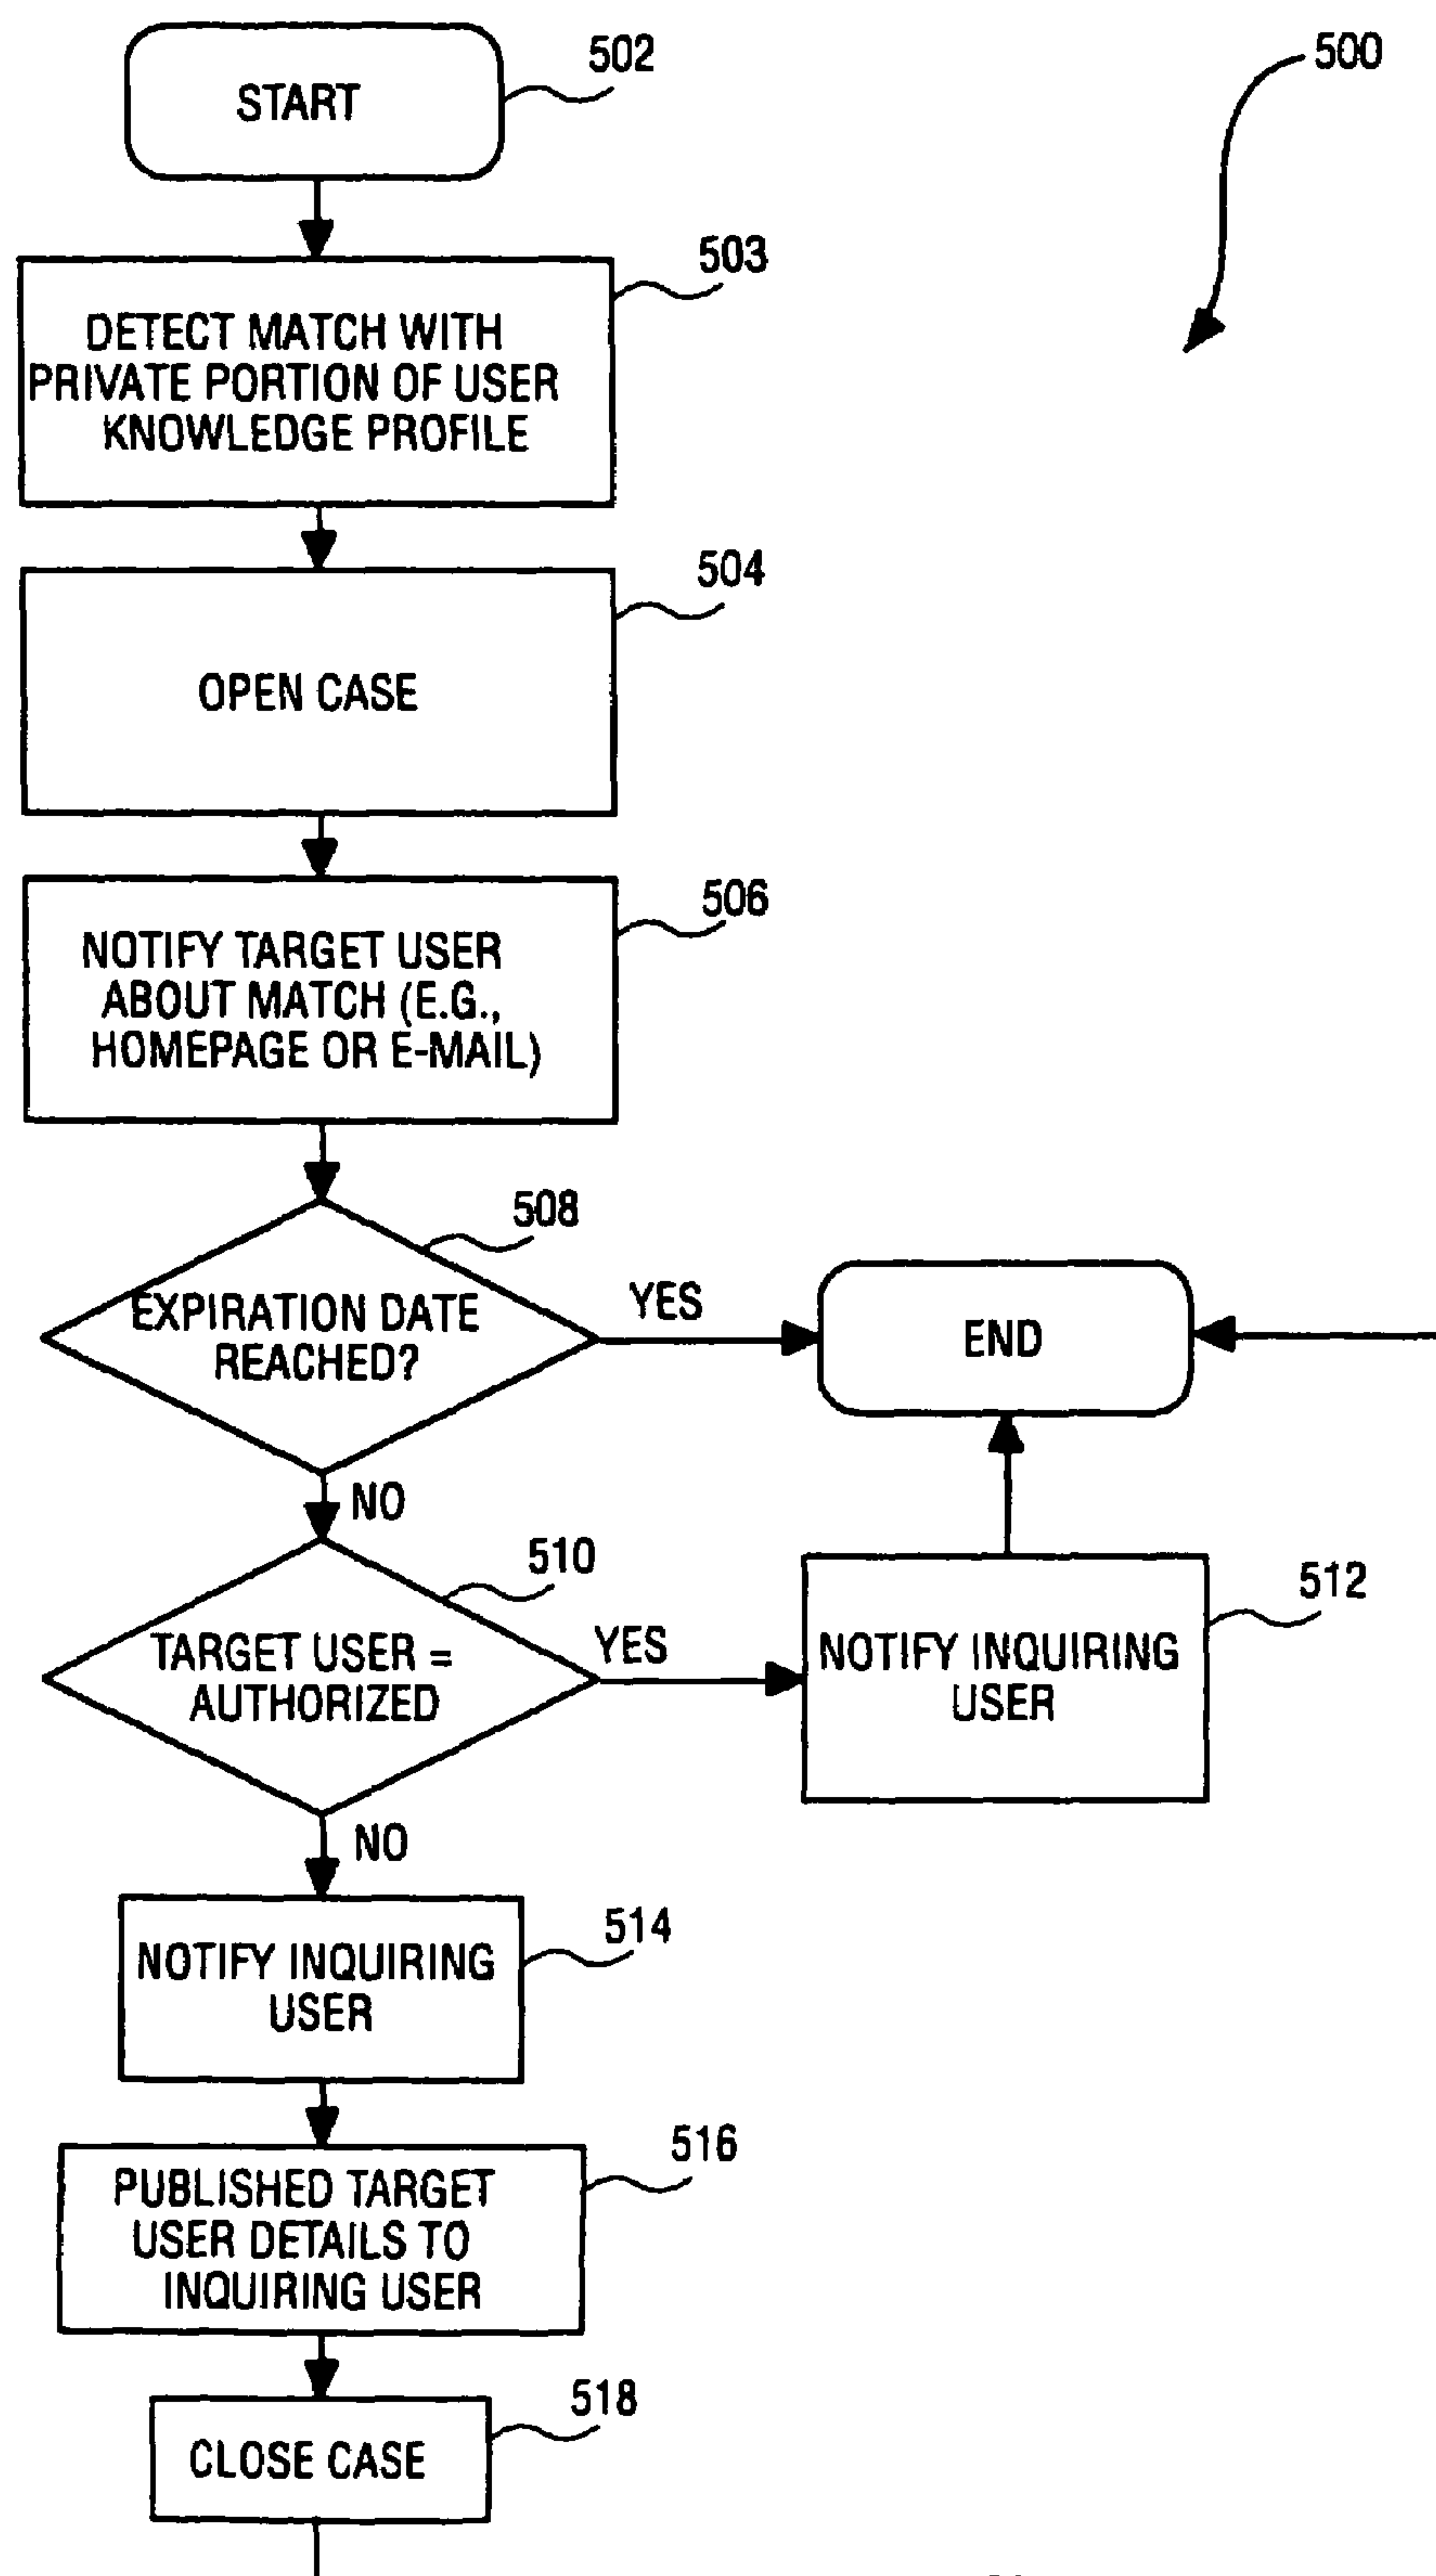 500
502
START
503
DETECT MATCH WITH
PRIVATE PORTION OF USER
KNOWLEDGE PROFILE
504
OPEN CASE
506
NOTIFY TARGET USER
ABOUT MATCH (E.G.,
HOMEPAGE OR E-MAIL)
508
EXPIRATION DATE
REACHED?
YES
END
NO
510
TARGET USER =
AUTHORIZED
YES
512
NOTIFY INQUIRING
USER
NO
514
NOTIFY INQUIRING
USER
516
PUBLISHED TARGET
USER DETAILS TO
INQUIRING USER
518
CLOSE CASE